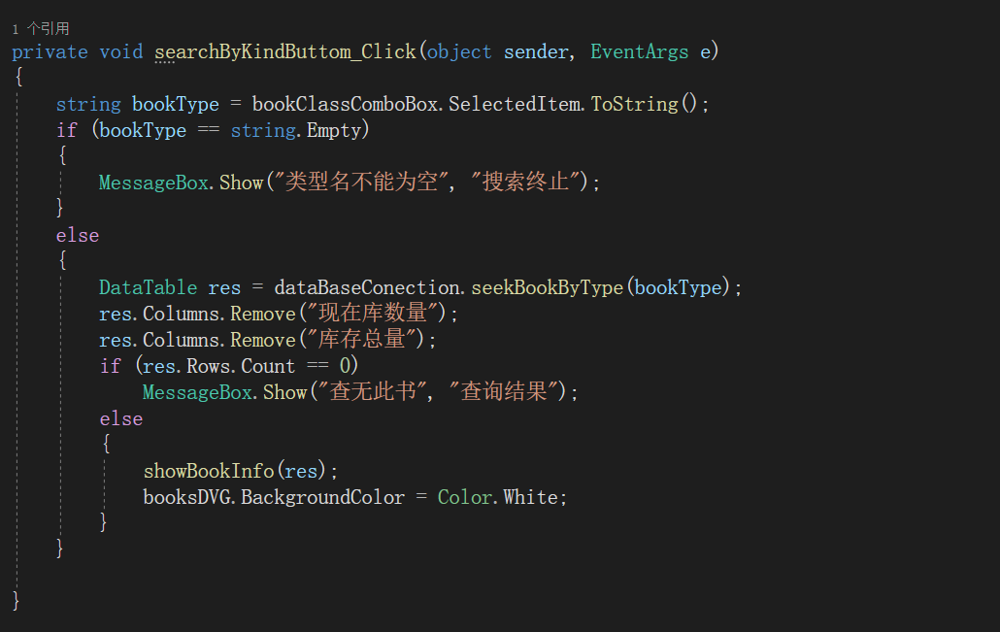 1 个引用
private void searchByKindButtom_Click(object sender, EventArgs e)
{
    string bookType = bookClassComboBox.SelectedItem.ToString();
    if (bookType == string.Empty)
    {
        MessageBox.Show("类型名不能为空", "搜索终止");
    }
    else
    {
        DataTable res = dataBaseConection.seekBookByType(bookType);
        res.Columns.Remove("现在库数量");
        res.Columns.Remove("库存总量");
        if (res.Rows.Count == 0)
            MessageBox.Show("查无此书", "查询结果");
        else
        {
            showBookInfo(res);
            booksDVG.BackgroundColor = Color.White;
        }
    }
}